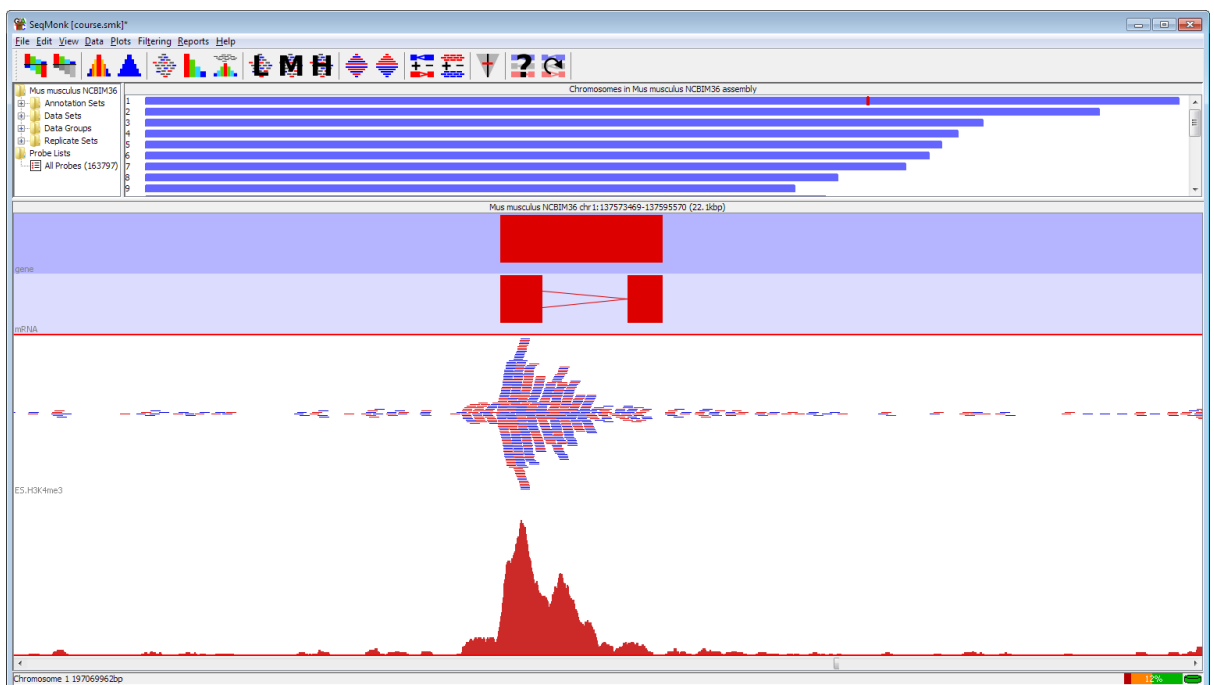 SeqMonk [course.smk]*
File Edit View Data Plots Filtering Reports Help
L M H ? 
Mus musculus NCBIM36
Annotation Sets
Data Sets
Data Groups
Replicate Sets
Probe Lists
All Probes (163797)
Chromosomes in Mus musculus NCBIM36 assembly
1
2
3
4
5
6
7
8
9
Mus musculus NCBIM36 chr1:137573469-137595570 (22.1kbp)
gene
mRNA
ES.H3K4me3
Chromosome 1 197069962bp
12%